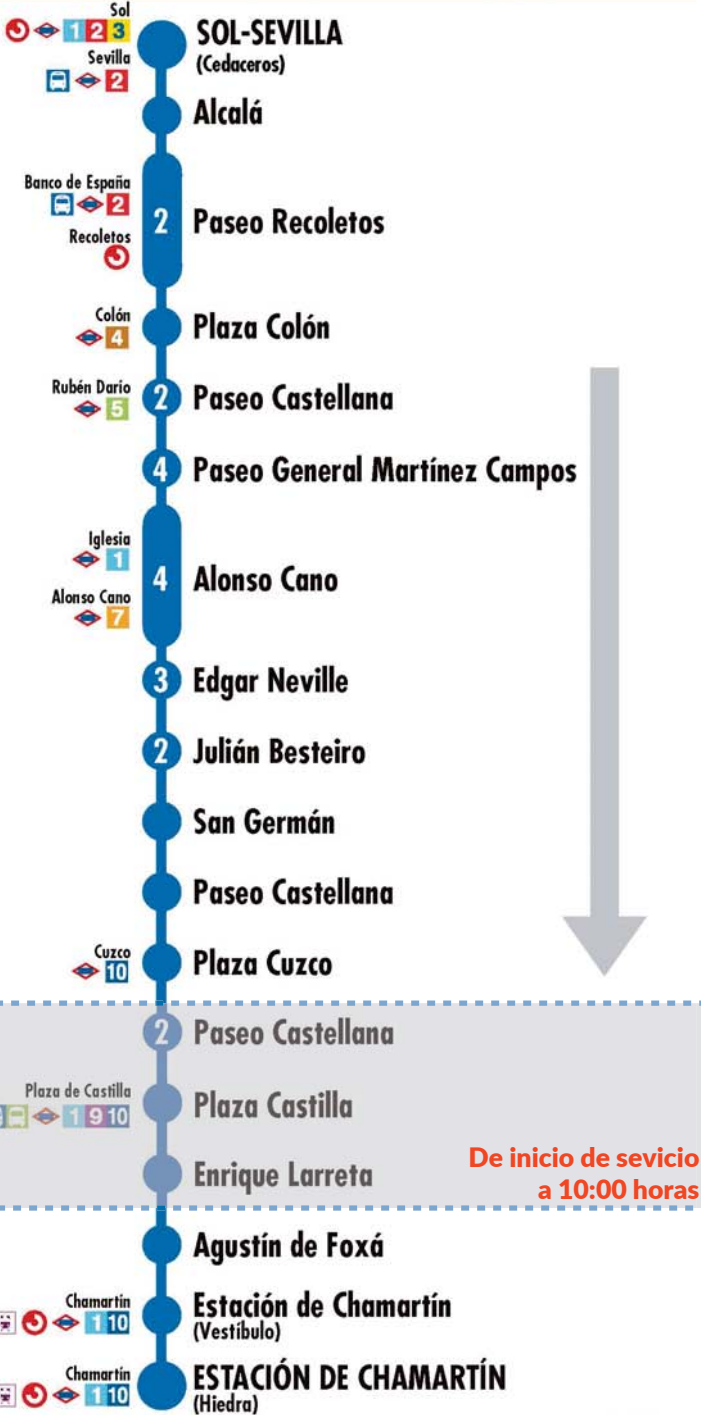 Sol
1 2 3
SOL-SEVILLA
(Cedaceros)
Sevilla
2
Alcalá
Banco de España
2
Recoletos
2
Paseo Recoletos
Colón
4
Plaza Colón
Rubén Darío
5
2
Paseo Castellana
4
Paseo General Martínez Campos
Iglesia
1
Alonso Cano
7
4
Alonso Cano
3
Edgar Neville
2
Julián Besteiro
San Germán
Paseo Castellana
Cuzco
10
Plaza Cuzco
2
Paseo Castellana
Plaza de Castilla
1 9 10
Plaza Castilla
Enrique Larreta
De inicio de sevicio
a 10:00 horas
Agustín de Foxá
Chamartín
1 10
Estación de Chamartín
(Vestíbulo)
Chamartín
1 10
ESTACIÓN DE CHAMARTÍN
(Hiedra)